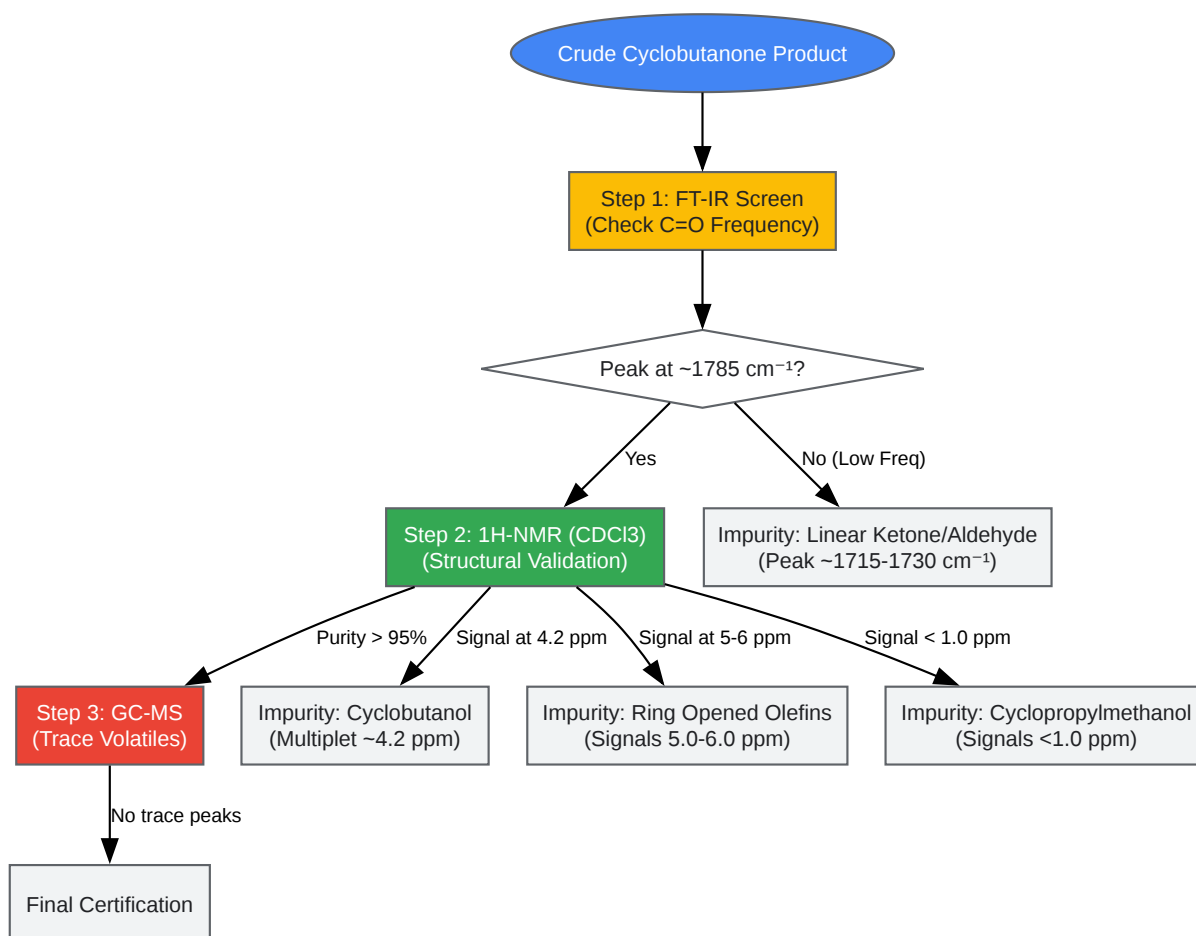 Crude Cyclobutanone Product
Step 1: FT-IR Screen
(Check C=O Frequency)
Peak at ~1785 cm⁻¹?
Yes
No (Low Freq)
Step 2: 1H-NMR (CDCl3)
(Structural Validation)
Impurity: Linear Ketone/Aldehyde
(Peak ~1715-1730 cm⁻¹)
Purity > 95%
Signal at 4.2 ppm
Signal at 5-6 ppm
Signal < 1.0 ppm
Step 3: GC-MS
(Trace Volatiles)
Impurity: Cyclobutanol
(Multiplet ~4.2 ppm)
Impurity: Ring Opened Olefins
(Signals 5.0-6.0 ppm)
Impurity: Cyclopropylmethanol
(Signals <1.0 ppm)
No trace peaks
Final Certification